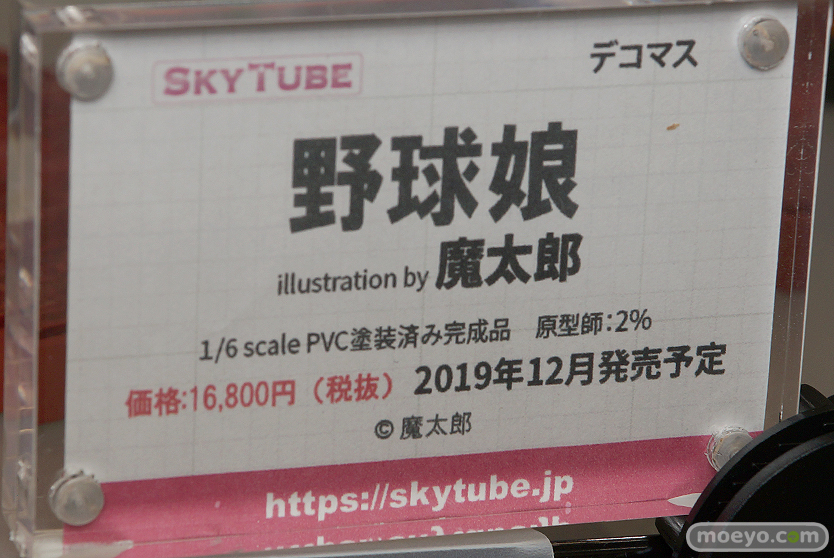 SKYTUBE
デコマス
野球娘
illustration by 魔太郎
1/6 scale PVC塗装済み完成品　原型師：2%
価格:16,800円（税抜）2019年12月発売予定
© 魔太郎
https://skytube.jp
moeyo.com